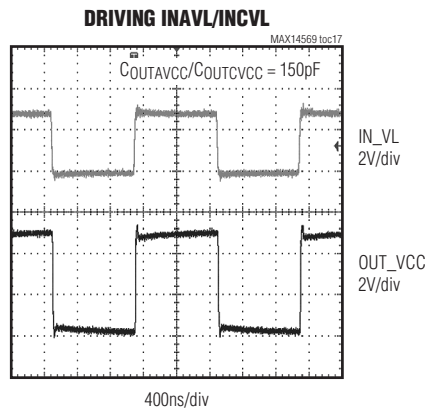 DRIVING INAVL/INCVL
MAX14569 toc17
COUTAVCC/COUTCVCC = 150pF
IN_VL
2V/div
OUT_VCC
2V/div
400ns/div